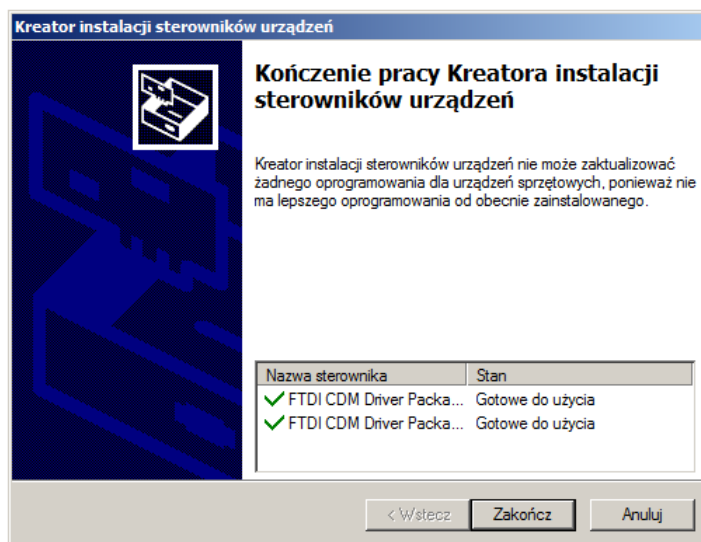 Kreator instalacji sterowników urządzeń
Kończenie pracy Kreatora instalacji
sterowników urządzeń
Kreator instalacji sterowników urządzeń nie może zaktualizować
żadnego oprogramowania dla urządzeń sprzętowych, ponieważ nie
ma lepszego oprogramowania od obecnie zainstalowanego.
Nazwa sterownika Stan
FTDI CDM Driver Packa... Gotowe do użycia
FTDI CDM Driver Packa... Gotowe do użycia
< Wstecz Zakończ Anuluj